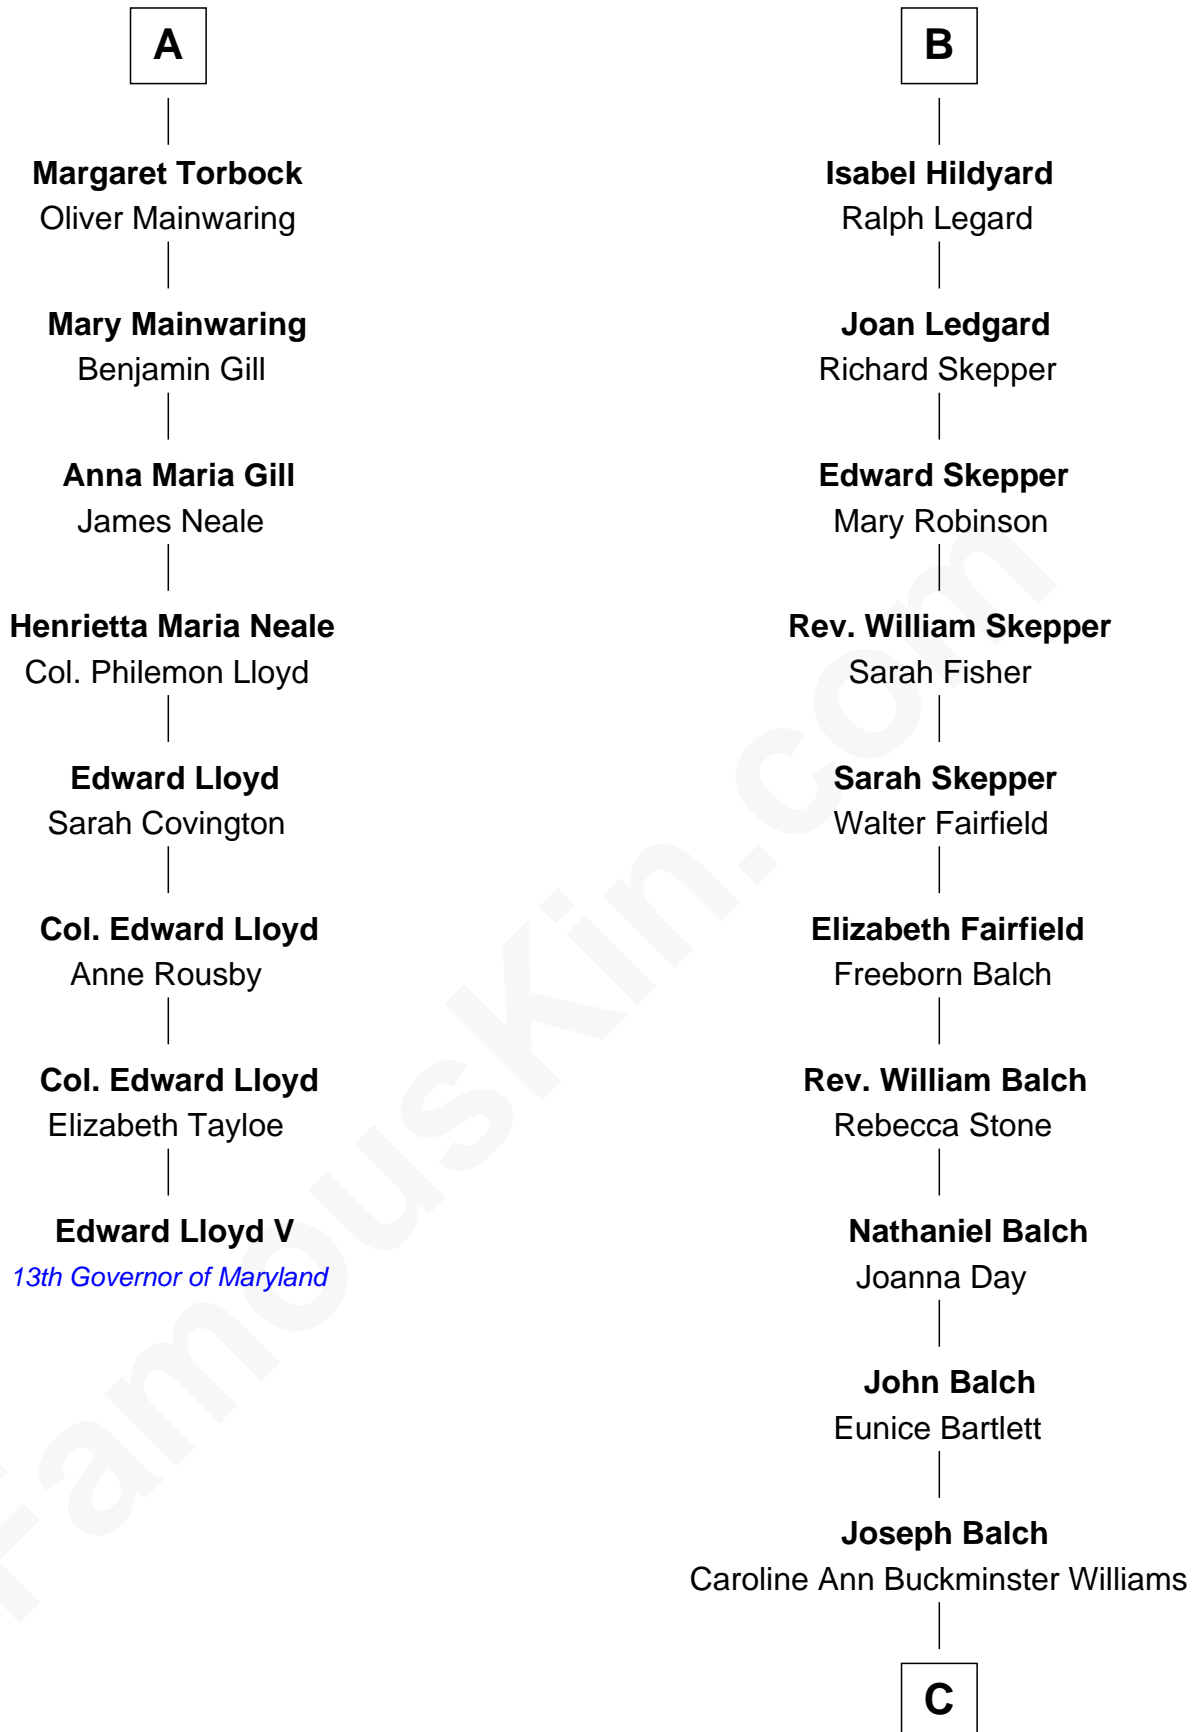 A
Margaret Torbock
Oliver Mainwaring
Mary Mainwaring
Benjamin Gill
Anna Maria Gill
James Neale
Henrietta Maria Neale
Col. Philemon Lloyd
Edward Lloyd
Sarah Covington
Col. Edward Lloyd
Anne Rousby
Col. Edward Lloyd
Elizabeth Tayloe
Edward Lloyd V
13th Governor of Maryland
B
Isabel Hildyard
Ralph Legard
Joan Ledgard
Richard Skepper
Edward Skepper
Mary Robinson
Rev. William Skepper
Sarah Fisher
Sarah Skepper
Walter Fairfield
Elizabeth Fairfield
Freeborn Balch
Rev. William Balch
Rebecca Stone
Nathaniel Balch
Joanna Day
John Balch
Eunice Bartlett
Joseph Balch
Caroline Ann Buckminster Williams
C
FamousKin.com